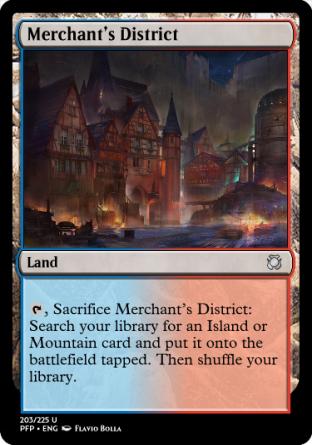 Merchant's District
Land
, Sacrifice Merchant's District:
Search your library for an Island or
Mountain card and put it onto the
battlefield tapped. Then shuffle your
library.
203/225 U
PFP • ENG Flavio Bolla